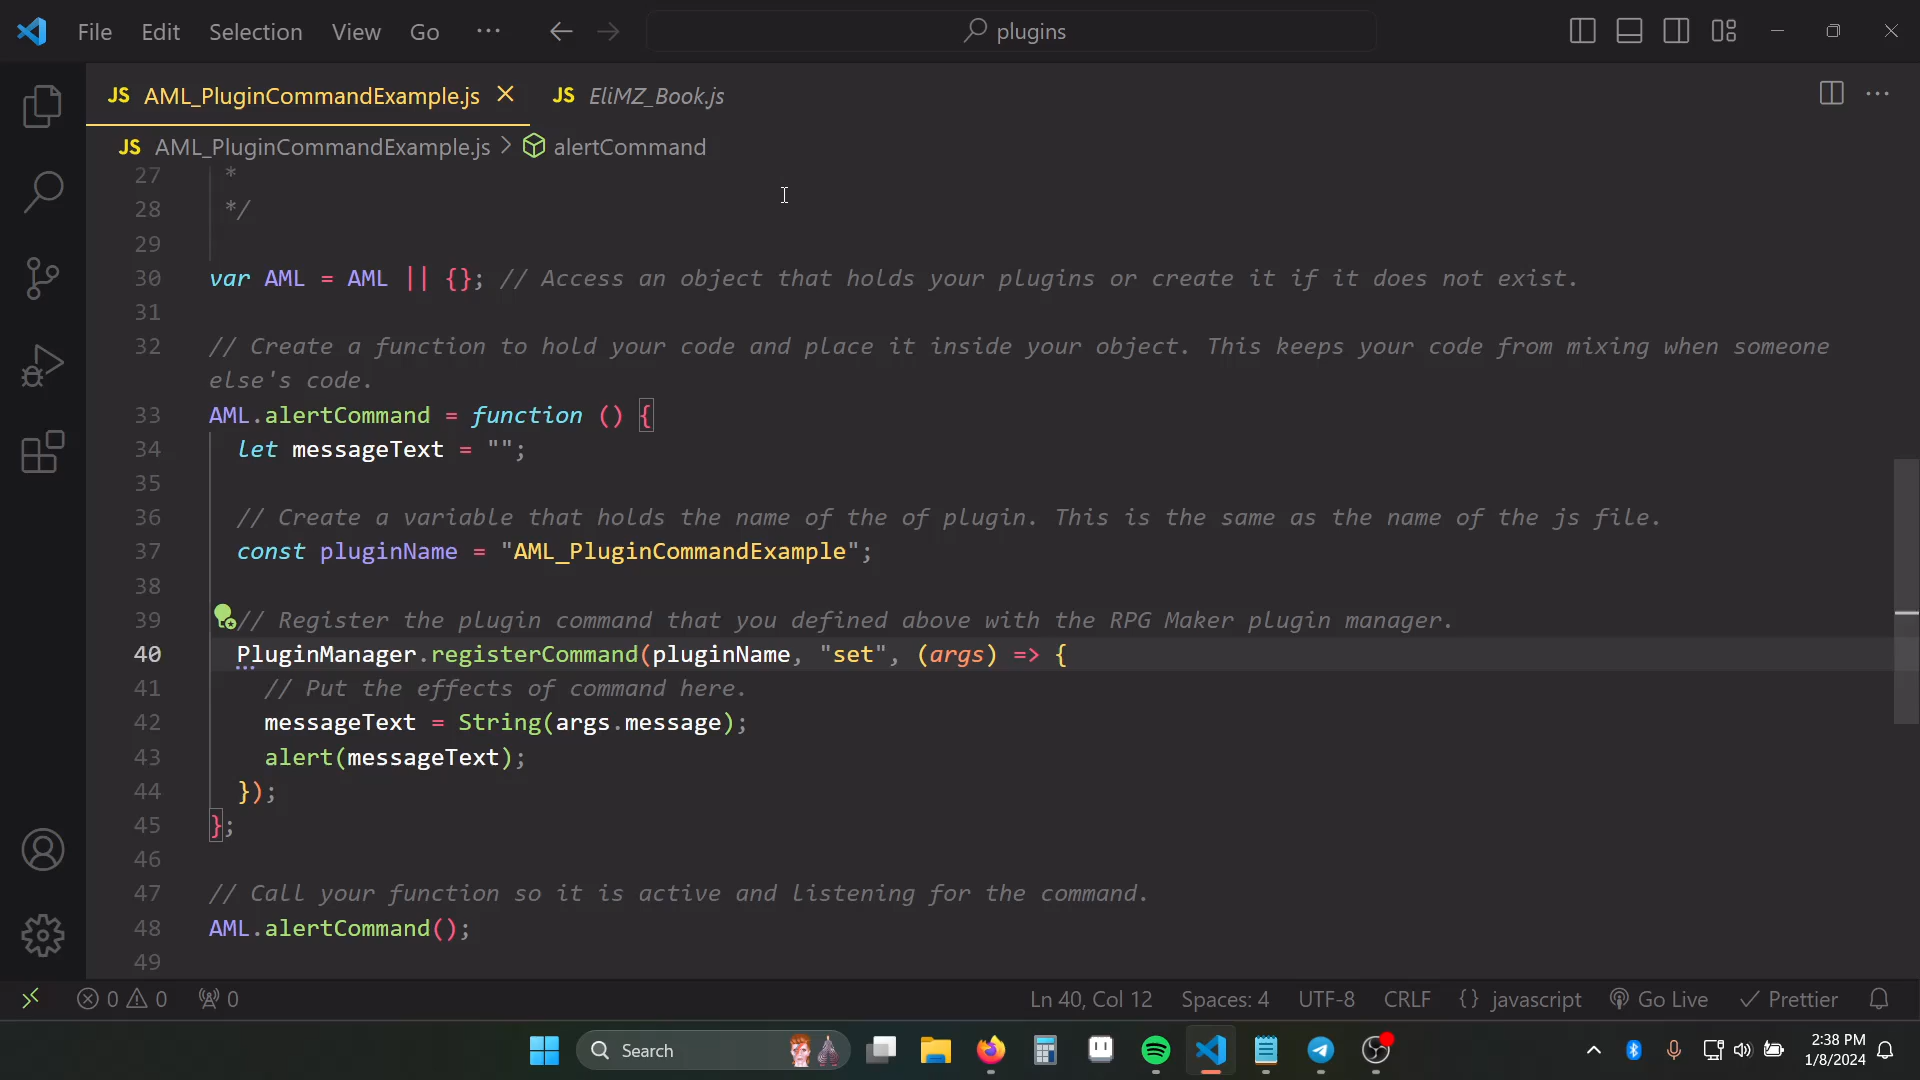 File Edit Selection View Go ··· plugins
JS AML_PluginCommandExample.js JS EliMZ_Book.js
JS AML_PluginCommandExample.js > alertCommand
27 *
28 */
29
30 var AML = AML || {}; // Access an object that holds your plugins or create it if it does not exist.
31
32 // Create a function to hold your code and place it inside your object. This keeps your code from mixing when someone
else's code.
33 AML.alertCommand = function () {
34 let messageText = "";
35
36 // Create a variable that holds the name of the of plugin. This is the same as the name of the js file.
37 const pluginName = "AML_PluginCommandExample";
38
39 // Register the plugin command that you defined above with the RPG Maker plugin manager.
40 PluginManager.registerCommand(pluginName, "set", (args) => {
41 // Put the effects of command here.
42 messageText = String(args.message);
43 alert(messageText);
44 });
45 };
46
47 // Call your function so it is active and listening for the command.
48 AML.alertCommand();
49
0 0 0 Ln 40, Col 12 Spaces: 4 UTF-8 CRLF {} javascript Go Live Prettier
Search 2:38 PM
1/8/2024